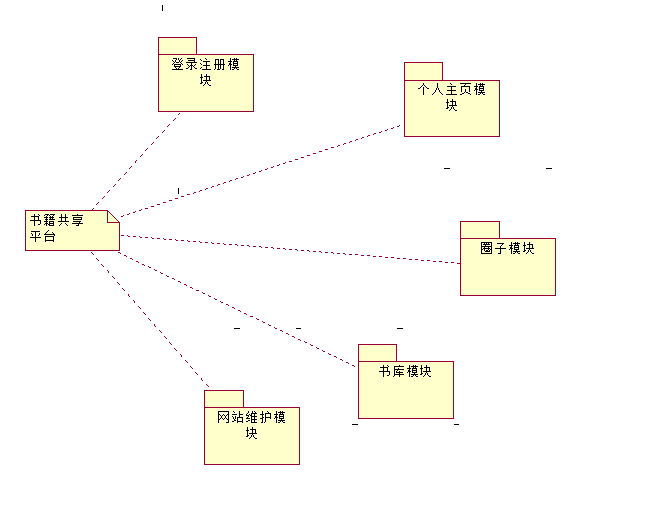 登录注册模
块
个人主页模
块
书籍共享
平台
圈子模块
书库模块
网站维护模
块